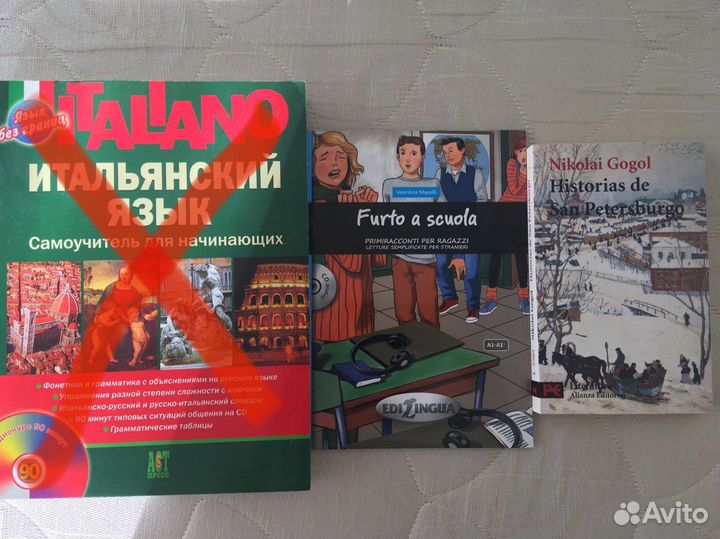 Язык
без границ
L'ITALIANO
ИТАЛЬЯНСКИЙ
ЯЗЫК
Самоучитель для начинающих
Фонетика и грамматика с объяснениями на русском языке
Упражнения разной степени сложности с ключами
Итальянско-русский и русско-итальянский словари
90 минут типовых ситуаций общения на CD
Грамматические таблицы
90
АСТ
ПРЕСС
Valentina Mapelli
Furto a scuola
PRIMIRACCONTI PER RAGAZZI
LETTURE SEMPLIFICATE PER STRANIERI
CD
A1-A1+
EDILINGUA
Nikolai Gogol
Historias de
San Petersburgo
Literatura
Alianza Editorial
Avito